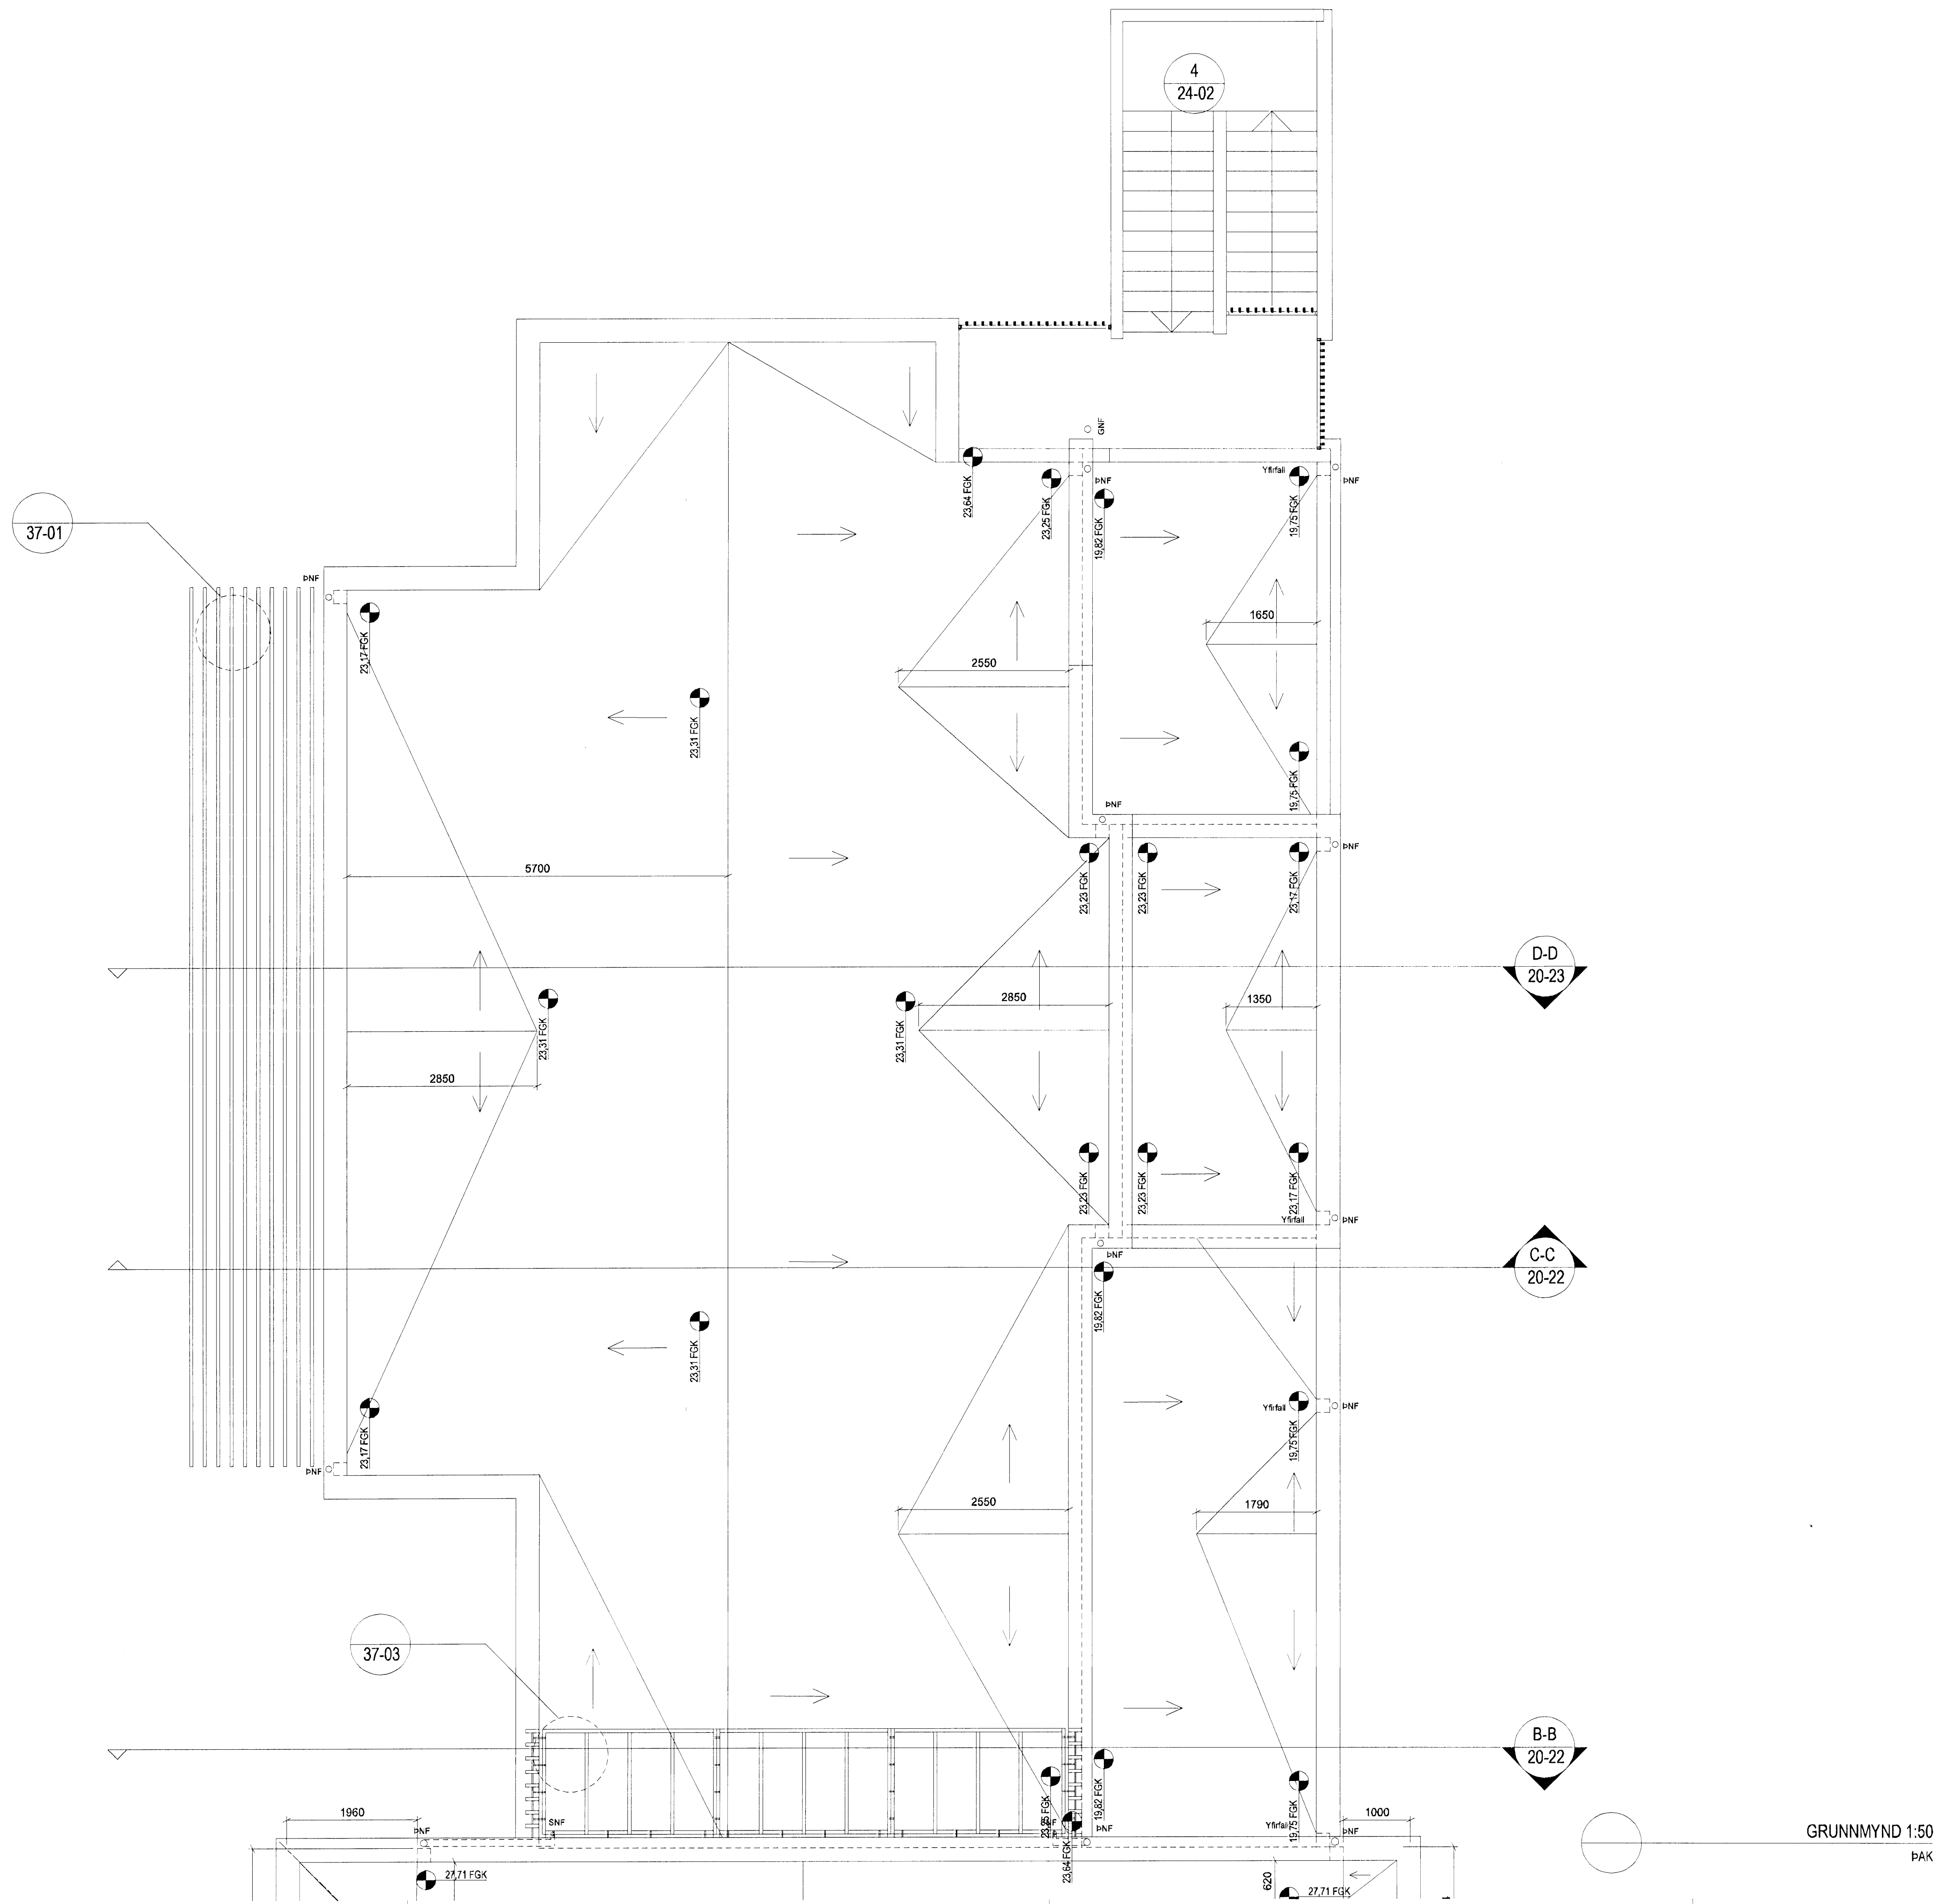 4
24-02
GNF
23,64 FGK
23,25 FGK
ÞNF
19,82 FGK
Yfirfall
19,75 FGK
ÞNF
37-01
ÞNF
23,17 FGK
1650
2550
23,31 FGK
19,75 FGK
ÞNF
ÞNF
23,23 FGK
23,23 FGK
23,17 FGK
5700
D-D
20-23
23,31 FGK
23,31 FGK
2850
1350
2850
23,23 FGK
23,23 FGK
23,17 FGK
Yfirfall
ÞNF
ÞNF
C-C
20-22
19,82 FGK
23,31 FGK
23,17 FGK
Yfirfall
19,75 FGK
ÞNF
ÞNF
2550
1790
37-03
B-B
20-22
19,82 FGK
19,75 FGK
1960
ÞNF
SNF
ÞNF
Yfirfall
ÞNF
1000
23,64 FGK
27,71 FGK
620
27,71 FGK
GRUNNMYND 1:50
ÞAK